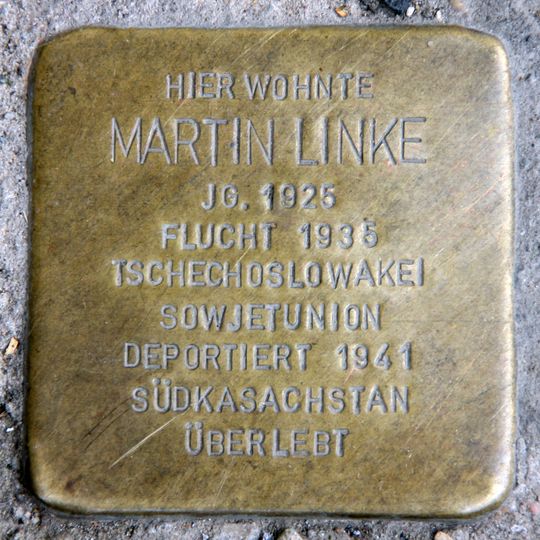 HIER WOHNTE
MARTIN LINKE
JG. 1925
FLUCHT 1935
TSCHECHOSLOWAKEI
SOWJETUNION
DEPORTIERT 1941
SÜDKASACHSTAN
ÜBERLEBT